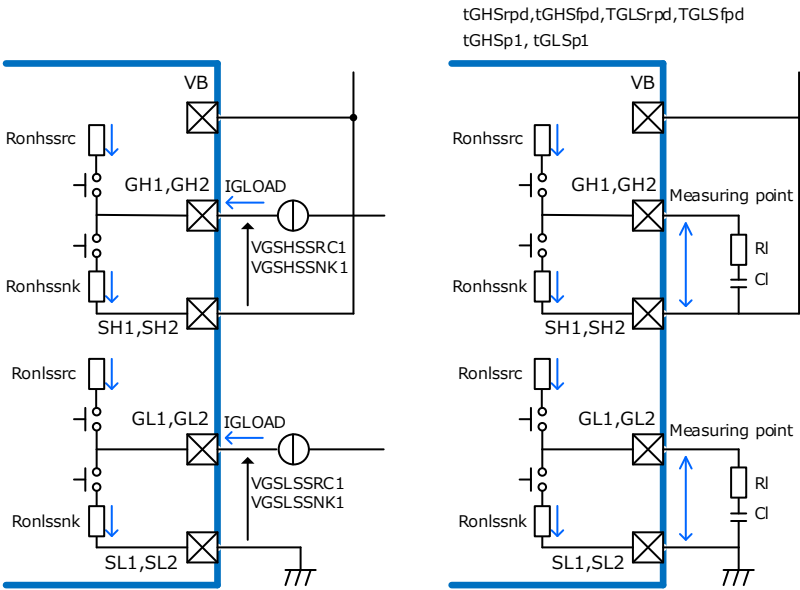 tGHSrpd,tGHSfpd,TGLSrpd,TGLSfpd
tGHSp1, tGLSp1
VB
Ronhssrc
GH1,GH2
IGLOAD
VGSHSSRC1
VGSHSSNK1
Ronhssnk
SH1,SH2
Ronlssrc
GL1,GL2
IGLOAD
VGSLSSRC1
VGSLSSNK1
Ronlssnk
SL1,SL2
VB
Ronhssrc
GH1,GH2
Measuring point
Rl
Cl
Ronhssnk
SH1,SH2
Ronlssrc
GL1,GL2
Measuring point
Rl
Cl
Ronlssnk
SL1,SL2